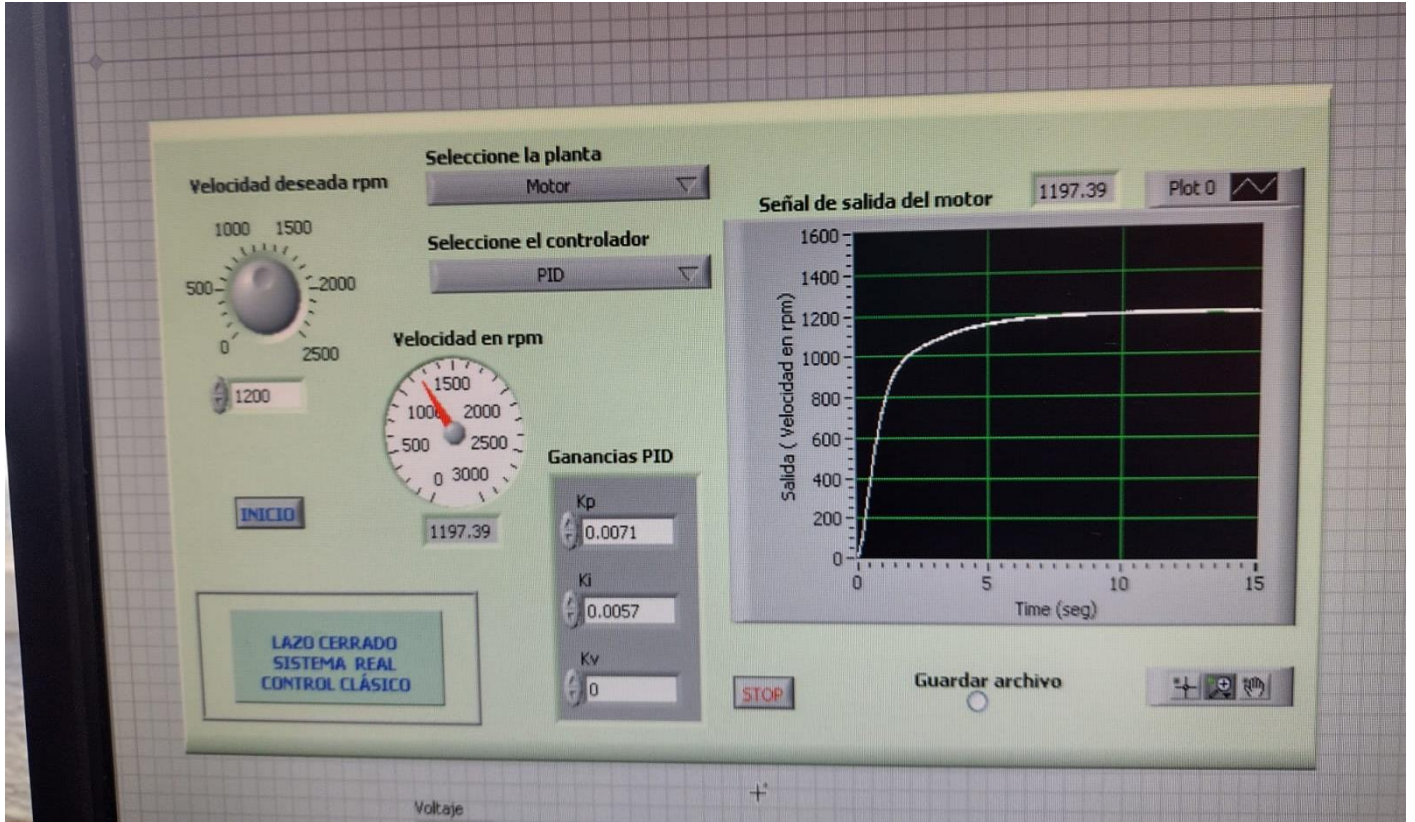 Seleccione la planta
Motor
Velocidad deseada rpm
1000 1500
500 2000
0 2500
1200
Seleccione el controlador
PID
Velocidad en rpm
1500
1000 2000
500 2500
0 3000
1197.39
INICIO
Ganancias PID
Kp
0.0071
Ki
0.0057
Kv
0
LAZO CERRADO
SISTEMA REAL
CONTROL CLÁSICO
Señal de salida del motor
1197.39
Plot 0
Salida ( Velocidad en rpm)
1600
1400
1200
1000
800
600
400
200
0
0 5 10 15
Time (seg)
STOP
Guardar archivo
Voltaje